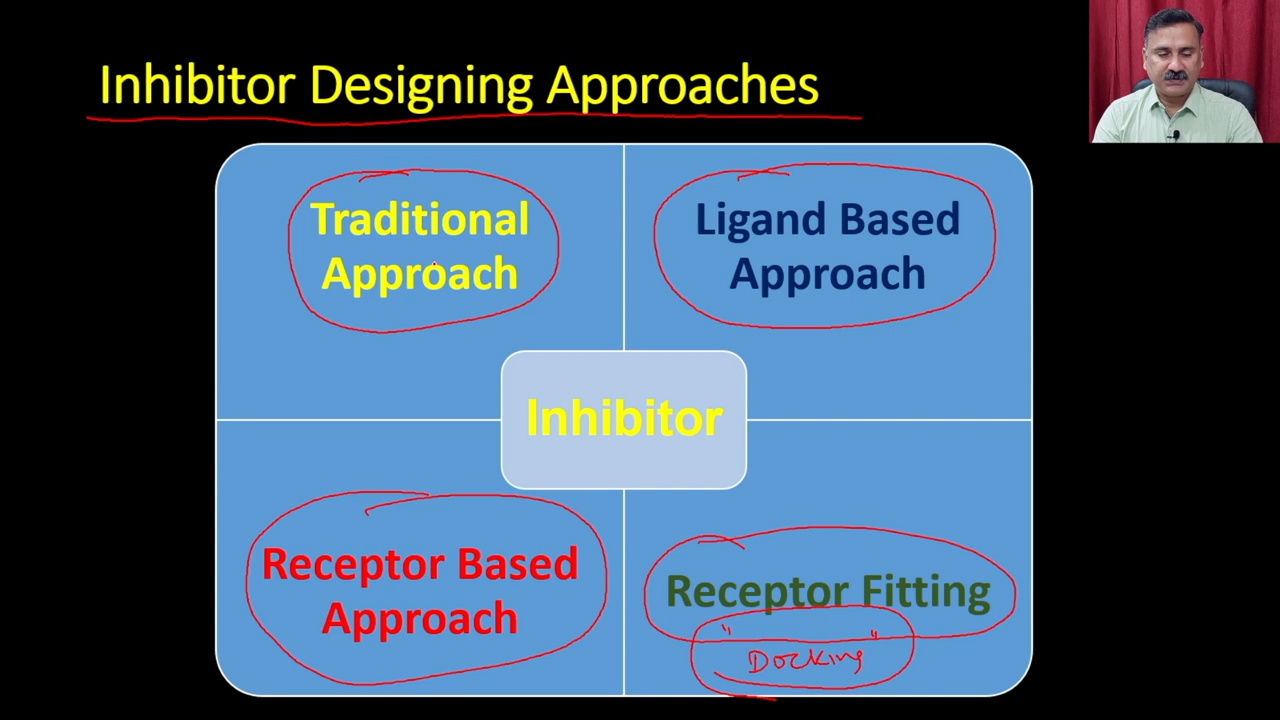 Inhibitor Designing Approaches
Traditional
Approach
Ligand Based
Approach
Inhibitor
Receptor Based
Approach
Receptor Fitting
" "
Docking